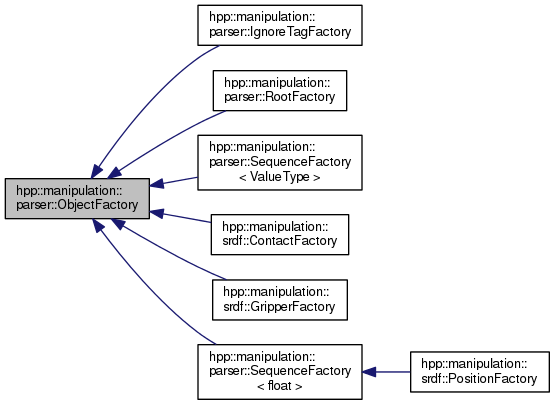 hpp::manipulation::
parser::IgnoreTagFactory
hpp::manipulation::
parser::RootFactory
hpp::manipulation::
parser::SequenceFactory
< ValueType >
hpp::manipulation::
parser::ObjectFactory
hpp::manipulation::
srdf::ContactFactory
hpp::manipulation::
srdf::GripperFactory
hpp::manipulation::
parser::SequenceFactory
< float >
hpp::manipulation::
srdf::PositionFactory